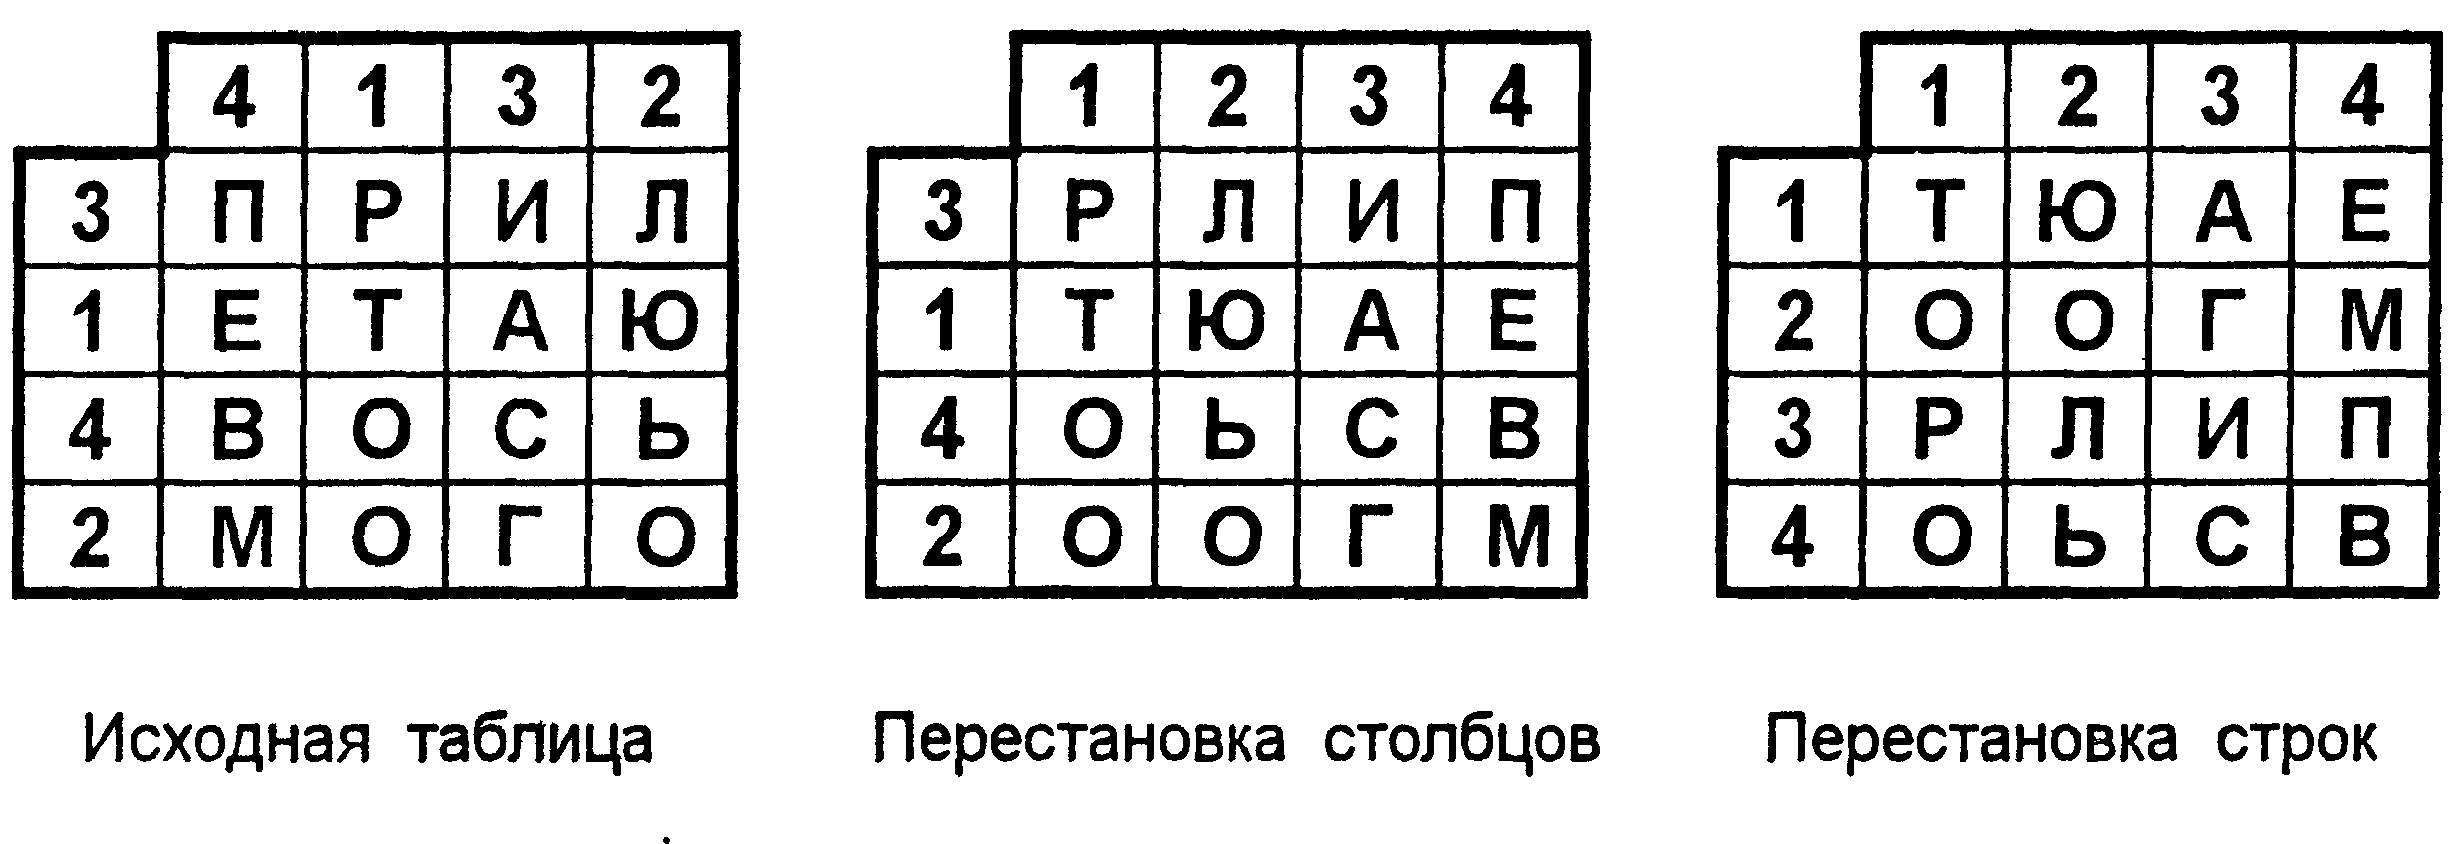 4 1 3 2 1 2 3 4 1 2 3 4
3 П Р И Л 3 Р Л И П 1 Т Ю А Е
1 Е Т А Ю 1 Т Ю А Е 2 О О Г М
4 В О С Ь 4 О Ь С В 3 Р Л И П
2 М О Г О 2 О О Г М 4 О Ь С В
Исходная таблица Перестановка столбцов Перестановка строк